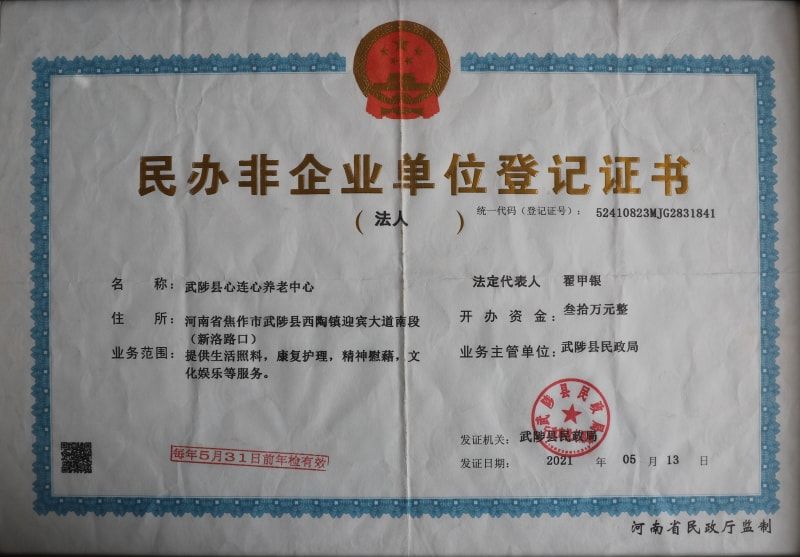 民办非企业单位登记证书
（法人）
统一代码（登记证号）： 52410823MJG2831841
名 称： 武陟县心连心养老中心
法定代表人 翟甲银
住 所： 河南省焦作市武陟县西陶镇迎宾大道南段
（新洛路口）
开办资金： 叁拾万元整
业务范围： 提供生活照料，康复护理，精神慰藉，文
化娱乐等服务。
业务主管单位： 武陟县民政局
武陟县民政局
发证机关： 武陟县民政局
每年5月31日前年检有效
发证日期： 2021 年 05 月 13 日
河南省民政厅监制